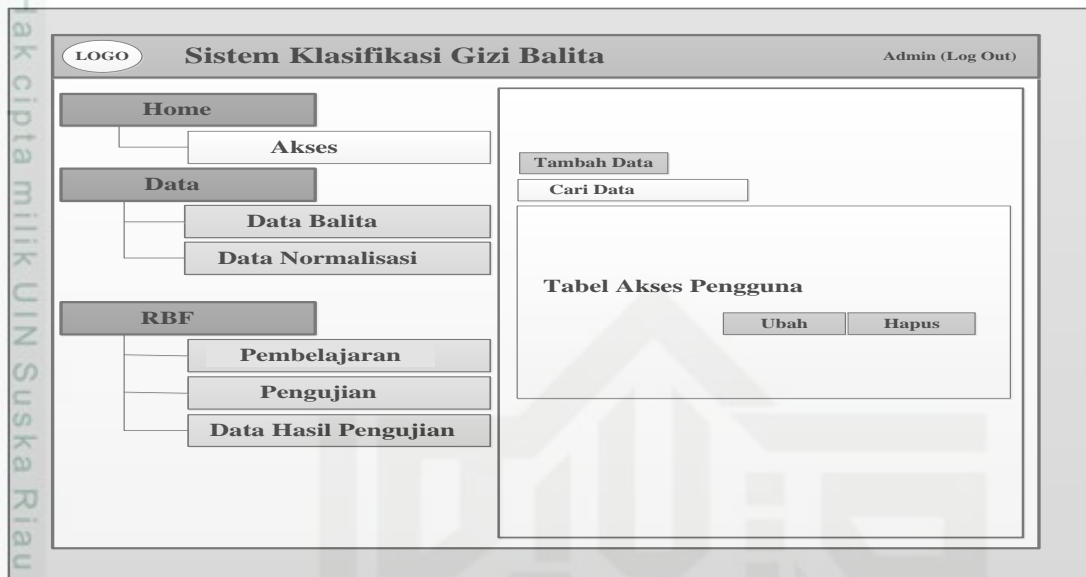 Hak cipta milik UIN Suska Riau
LOGO
Sistem Klasifikasi Gizi Balita
Admin (Log Out)
Home
Akses
Data
Data Balita
Data Normalisasi
RBF
Pembelajaran
Pengujian
Data Hasil Pengujian
Tambah Data
Cari Data
Tabel Akses Pengguna
Ubah
Hapus